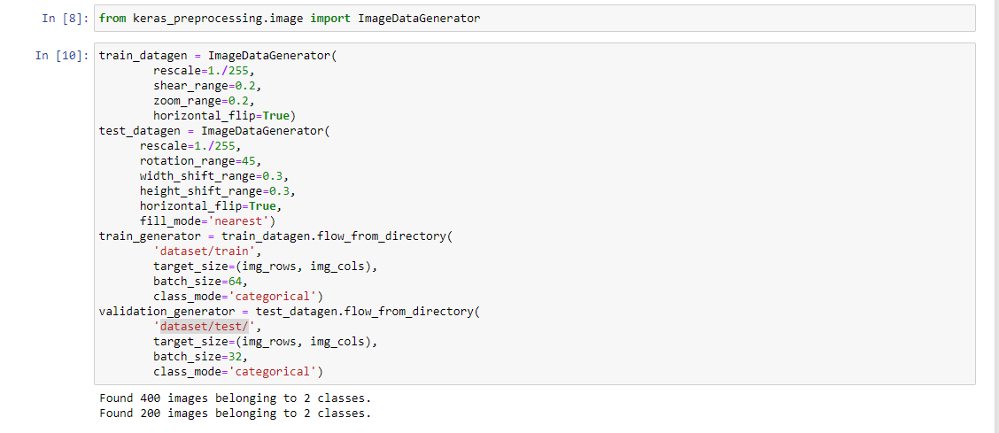 In [8]: from keras_preprocessing.image import ImageDataGenerator
In [10]: train_datagen = ImageDataGenerator(
        rescale=1./255,
        shear_range=0.2,
        zoom_range=0.2,
        horizontal_flip=True)
test_datagen = ImageDataGenerator(
      rescale=1./255,
      rotation_range=45,
      width_shift_range=0.3,
      height_shift_range=0.3,
      horizontal_flip=True,
      fill_mode='nearest')
train_generator = train_datagen.flow_from_directory(
        'dataset/train',
        target_size=(img_rows, img_cols),
        batch_size=64,
        class_mode='categorical')
validation_generator = test_datagen.flow_from_directory(
        'dataset/test/',
        target_size=(img_rows, img_cols),
        batch_size=32,
        class_mode='categorical')
Found 400 images belonging to 2 classes.
Found 200 images belonging to 2 classes.